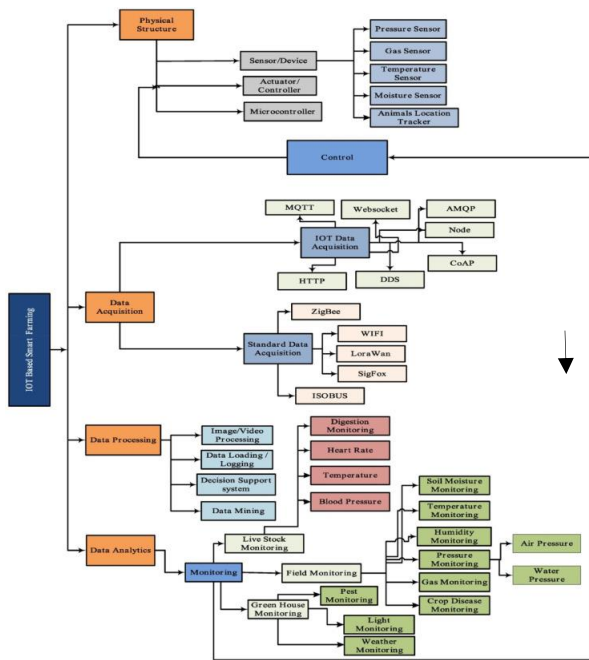 Physical
Structure
Sensor/Device
Actuator/
Controller
Microcontroller
Pressure Sensor
Gas Sensor
Temperature
Sensor
Moisture Sensor
Animals Location
Tracker
Control
MQTT
Websocket
AMQP
Node
IOT Data
Acquisition
HTTP
DDS
CoAP
IOT Based Smart Farming
Data
Acquisition
ZigBee
WIFI
Standard Data
Acquisition
LoraWan
SigFox
ISOBUS
Data Processing
Image/Video
Processing
Data Loading /
Logging
Decision Support
system
Data Mining
Digestion
Monitoring
Heart Rate
Temperature
Blood Pressure
Data Analytics
Live Stock
Monitoring
Monitoring
Field Monitoring
Soil Moisture
Monitoring
Temperature
Monitoring
Humidity
Monitoring
Pressure
Monitoring
Gas Monitoring
Crop Disease
Monitoring
Air Pressure
Water
Pressure
Green House
Monitoring
Pest
Monitoring
Light
Monitoring
Weather
Monitoring